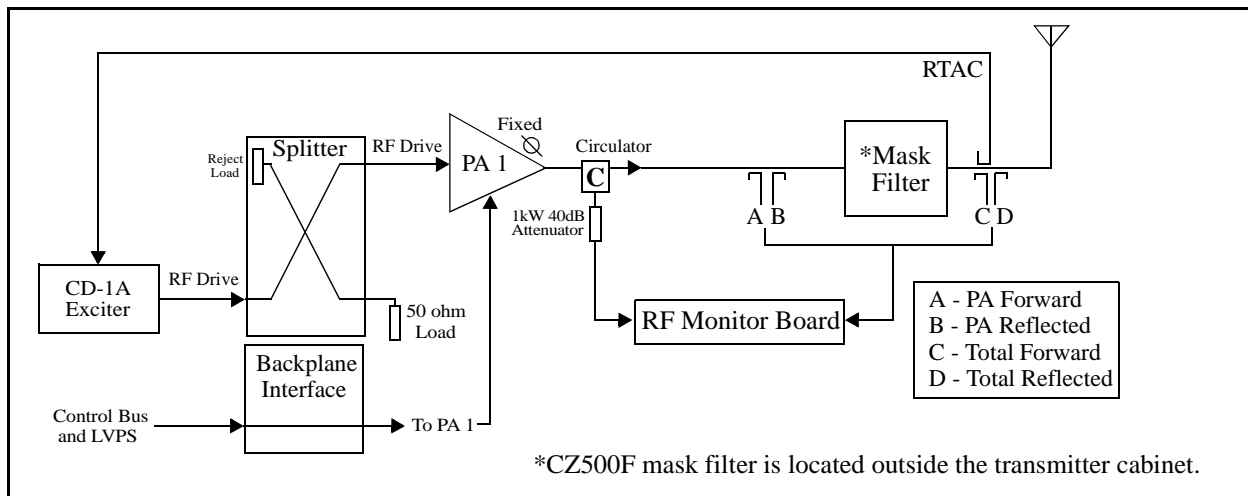 RTAC
Fixed
Splitter
RF Drive
Circulator
Reject
Load
PA 1
*Mask
Filter
C
A B
C D
1kW 40dB
Attenuator
RF Drive
CD-1A
Exciter
50 ohm
Load
RF Monitor Board
A - PA Forward
B - PA Reflected
C - Total Forward
D - Total Reflected
Backplane
Interface
Control Bus
and LVPS
To PA 1
*CZ500F mask filter is located outside the transmitter cabinet.